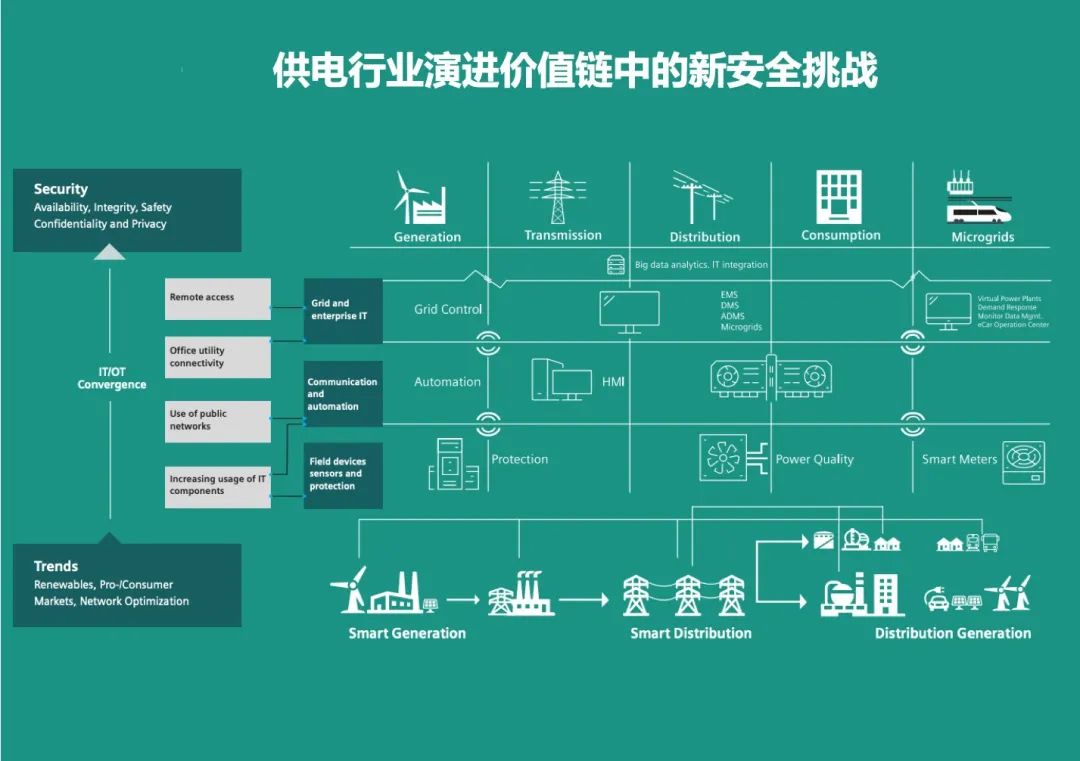 供电行业演进价值链中的新安全挑战
Security
Availability, Integrity, Safety
Confidentiality and Privacy
Generation
Transmission
Distribution
Consumption
Microgrids
Big data analytics. IT integration
Remote access
Grid and
enterprise IT
Grid Control
EMS
DMS
ADMS
Microgrids
Virtual Power Plants
Demand Response
Monitor Data Mgmt.
eCar Operation Center
Office utility
connectivity
IT/OT
Convergence
Communication
and
automation
Automation
HMI
Use of public
networks
Field devices
sensors and
protection
Protection
Power Quality
Smart Meters
Increasing usage of IT
components
Trends
Renewables, Pro-/Consumer
Markets, Network Optimization
Smart Generation
Smart Distribution
Distribution Generation